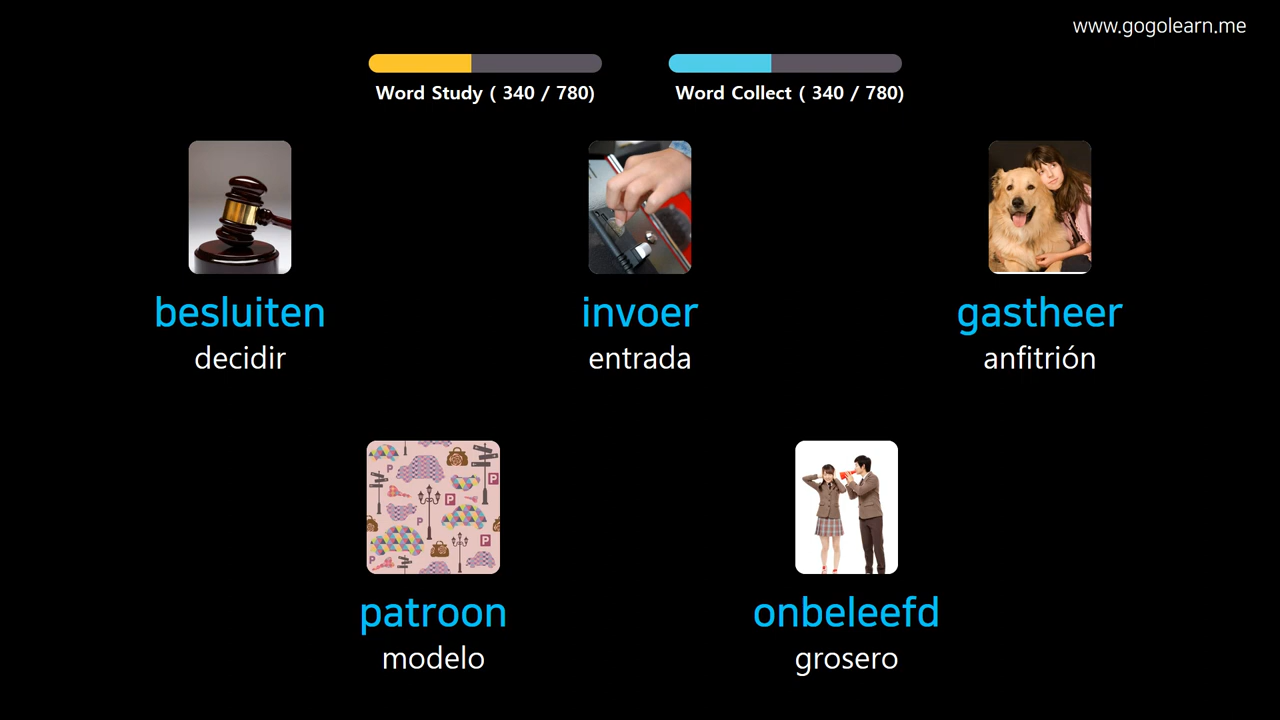 www.gogolearn.me
Word Study ( 340 / 780)
Word Collect ( 340 / 780)
besluiten
decidir
invoer
entrada
gastheer
anfitrión
P
P
P
P
P
P
patroon
modelo
onbeleefd
grosero